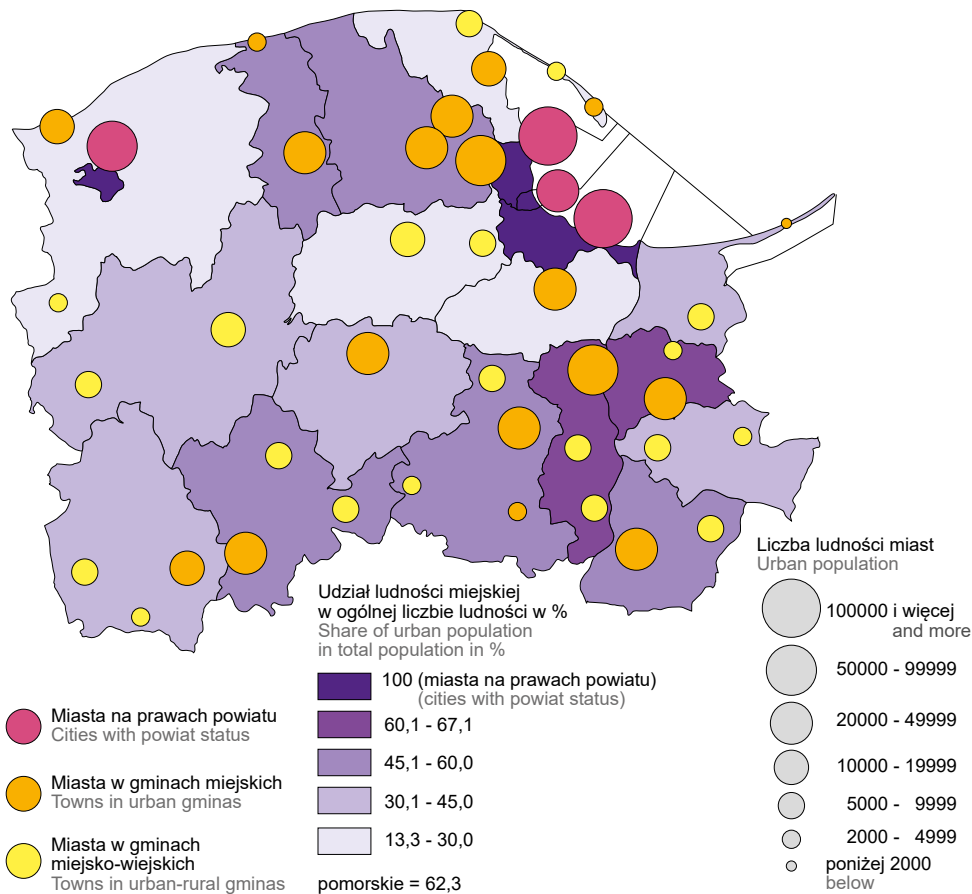 Miasta na prawach powiatu
Cities with powiat status
Miasta w gminach miejskich
Towns in urban gminas
Miasta w gminach
miejsko-wiejskich
Towns in urban-rural gminas
Udział ludności miejskiej
w ogólnej liczbie ludności w %
Share of urban population
in total population in %
100 (miasta na prawach powiatu)
(cities with powiat status)
60,1 - 67,1
45,1 - 60,0
30,1 - 45,0
13,3 - 30,0
pomorskie = 62,3
Liczba ludności miast
Urban population
100000 i więcej
and more
50000 - 99999
20000 - 49999
10000 - 19999
5000 - 9999
2000 - 4999
poniżej 2000
below